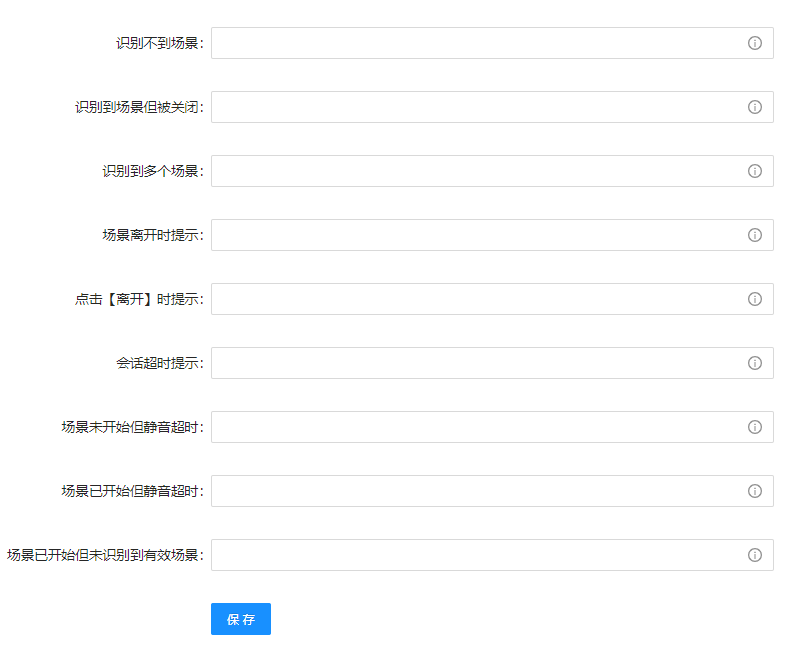 识别不到场景:
识别到场景但被关闭:
识别到多个场景:
场景离开时提示:
点击【离开】时提示:
会话超时提示:
场景未开始但静音超时:
场景已开始但静音超时:
场景已开始但未识别到有效场景:
保 存